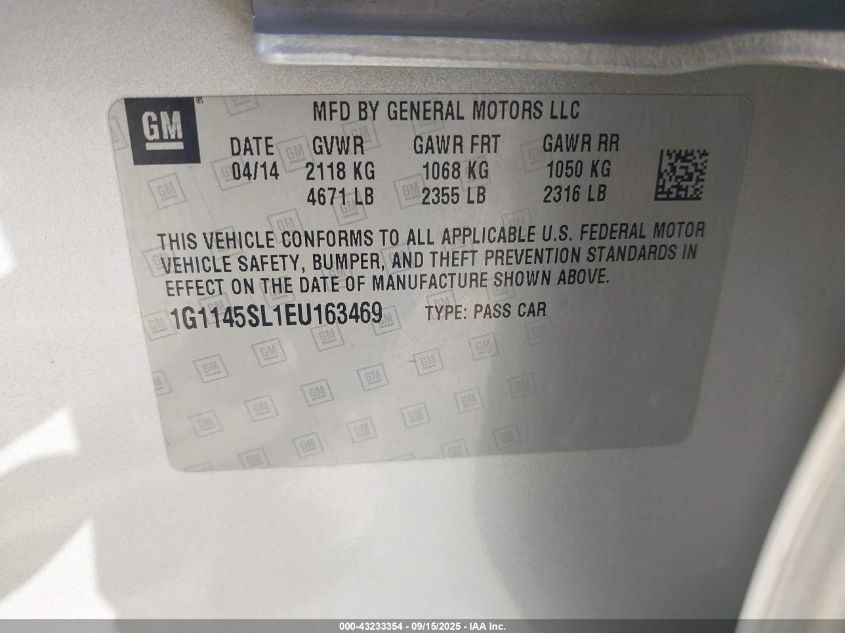 GM
MFD BY GENERAL MOTORS LLC
DATE GVWR GAWR FRT GAWR RR
04/14 2118 KG 1068 KG 1050 KG
4671 LB 2355 LB 2316 LB
THIS VEHICLE CONFORMS TO ALL APPLICABLE U.S. FEDERAL MOTOR
VEHICLE SAFETY, BUMPER, AND THEFT PREVENTION STANDARDS IN
EFFECT ON THE DATE OF MANUFACTURE SHOWN ABOVE.
1G1145SL1EU163469 TYPE: PASS CAR
000-43233354 - 09/15/2025 - IAA Inc.